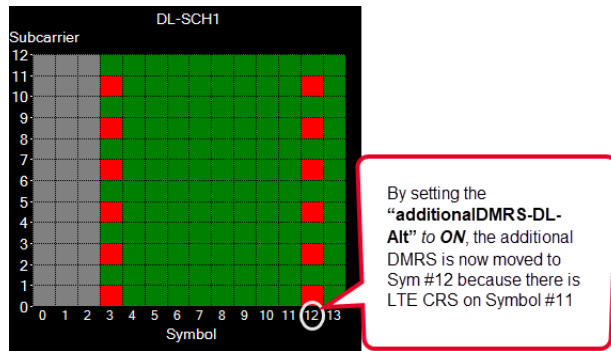 DL-SCH1
Subcarrier
12
11
10
9
8
7
6
5
4
3
2
1
0
0 1 2 3 4 5 6 7 8 9 10 11 12 13
Symbol
By setting the
“additionalDMRS-DL-
Alt” to ON, the additional
DMRS is now moved to
Sym #12 because there is
LTE CRS on Symbol #11